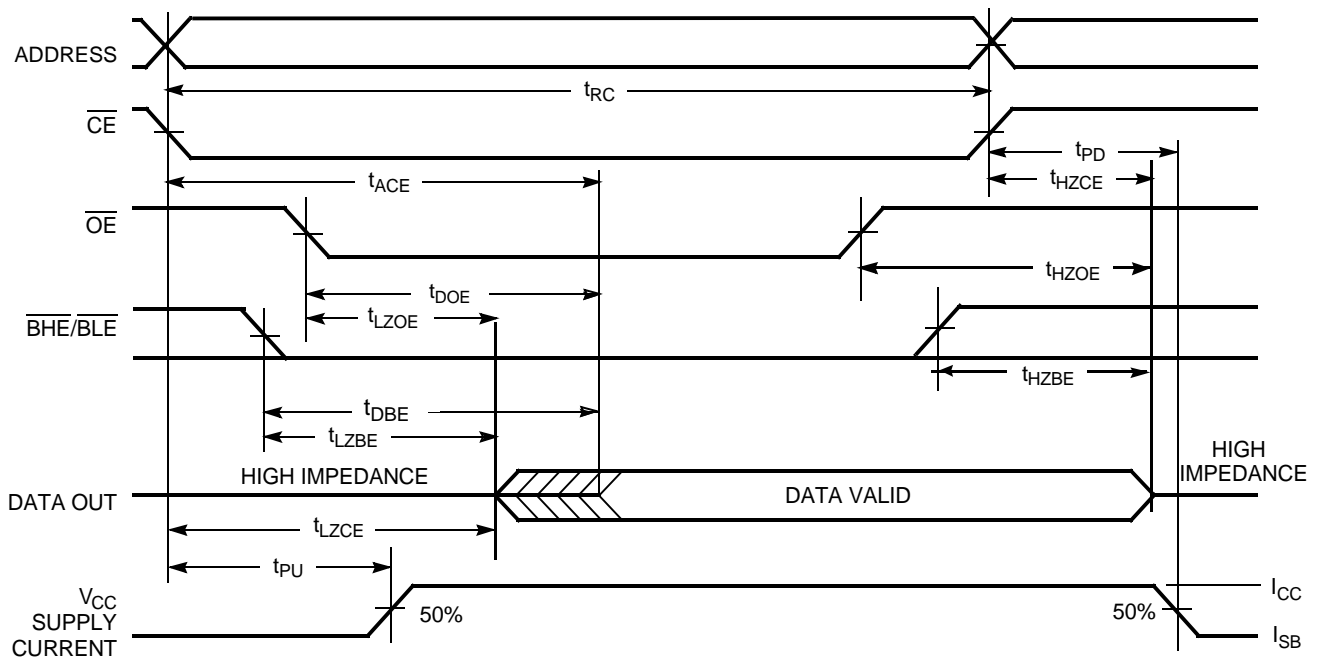 ADDRESS
tRC
CE
tPD
tACE
tHZCE
OE
tHZOE
tDOE
BHE/BLE
tLZOE
tHZBE
tDBE
tLZBE
HIGH IMPEDANCE
HIGH
IMPEDANCE
DATA OUT
DATA VALID
tLZCE
tPU
VCC
SUPPLY
CURRENT
50%
50%
ICC
ISB